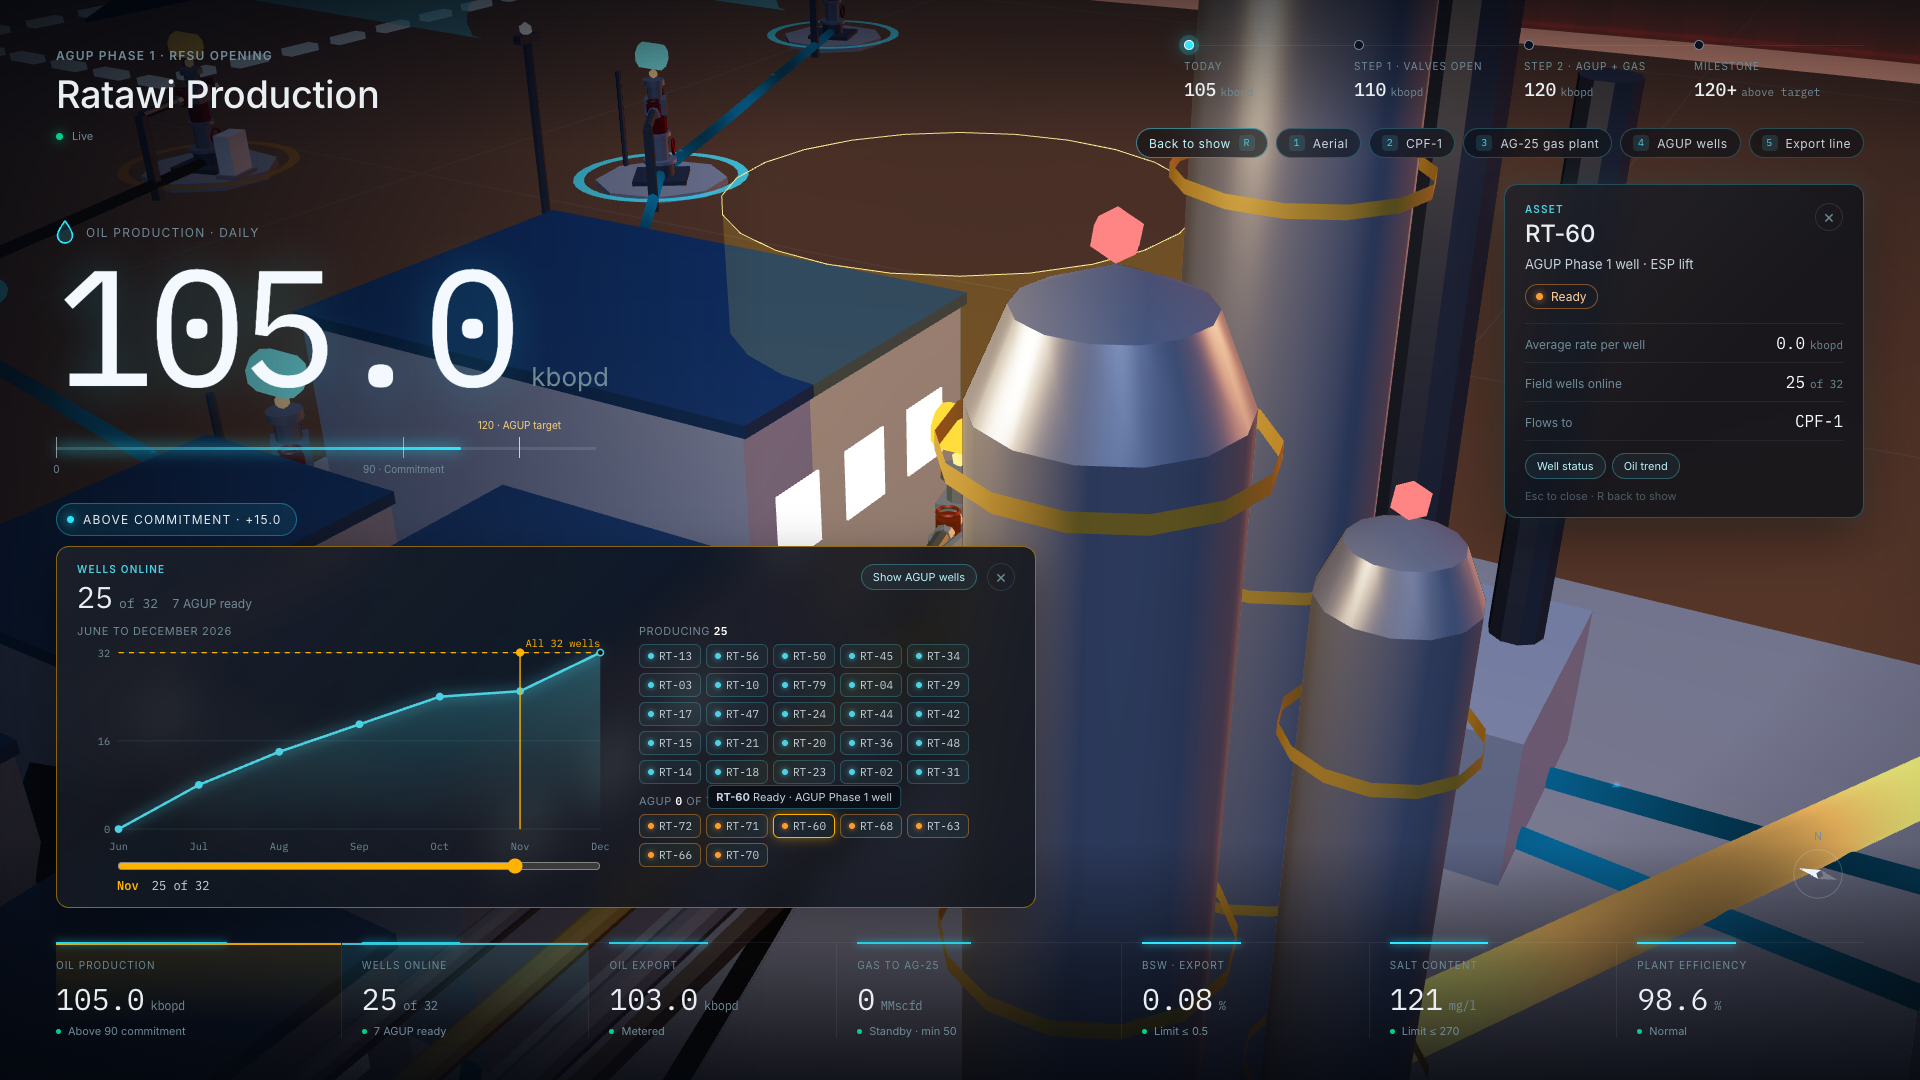 AGUP PHASE 1 · RFSU OPENING
Ratawi Production
Live
TODAY
105 kbopd
STEP 1 · VALVES OPEN
110 kbopd
STEP 2 · AGUP + GAS
120 kbopd
MILESTONE
120+ above target
Back to show R
1 Aerial
2 CPF-1
3 AG-25 gas plant
4 AGUP wells
5 Export line
OIL PRODUCTION · DAILY
105.0 kbopd
120 · AGUP target
0
90 · Commitment
ABOVE COMMITMENT · +15.0
ASSET
RT-60
AGUP Phase 1 well · ESP lift
Ready
Average rate per well 0.0 kbopd
Field wells online 25 of 32
Flows to CPF-1
Well status
Oil trend
Esc to close · R back to show
WELLS ONLINE
25 of 32 7 AGUP ready
Show AGUP wells
JUNE TO DECEMBER 2026
All 32 wells
32
16
0
Jun Jul Aug Sep Oct Nov Dec
Nov 25 of 32
PRODUCING 25
RT-13 RT-56 RT-50 RT-45 RT-34
RT-03 RT-10 RT-79 RT-04 RT-29
RT-17 RT-47 RT-24 RT-44 RT-42
RT-15 RT-21 RT-20 RT-36 RT-48
RT-14 RT-18 RT-23 RT-02 RT-31
AGUP 0 OF
RT-60 Ready · AGUP Phase 1 well
RT-72 RT-71 RT-60 RT-68 RT-63
RT-66 RT-70
N
OIL PRODUCTION
105.0 kbopd
Above 90 commitment
WELLS ONLINE
25 of 32
7 AGUP ready
OIL EXPORT
103.0 kbopd
Metered
GAS TO AG-25
0 MMscfd
Standby · min 50
BSW · EXPORT
0.08 %
Limit ≤ 0.5
SALT CONTENT
121 mg/l
Limit ≤ 270
PLANT EFFICIENCY
98.6 %
Normal